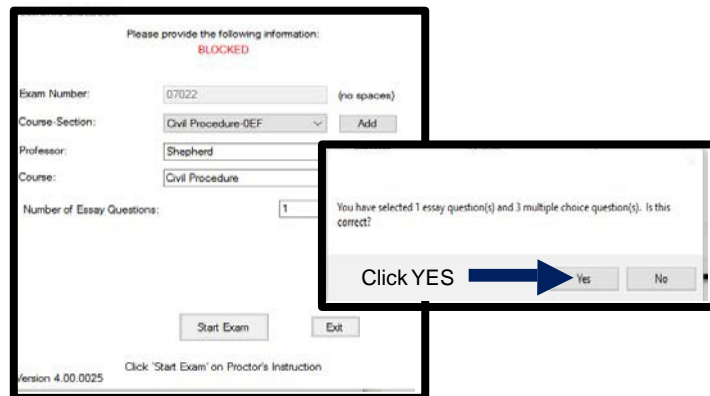 Please provide the following information:
BLOCKED
Exam Number: 07022 (no spaces)
Course-Section: Civil Procedure-0EF Add
Professor: Shepherd
Course: Civil Procedure
Number of Essay Questions: 1
You have selected 1 essay question(s) and 3 multiple choice question(s). Is this
correct?
Click YES Yes No
Start Exam Exit
Click 'Start Exam' on Proctor's Instruction
Version 4.00.0025